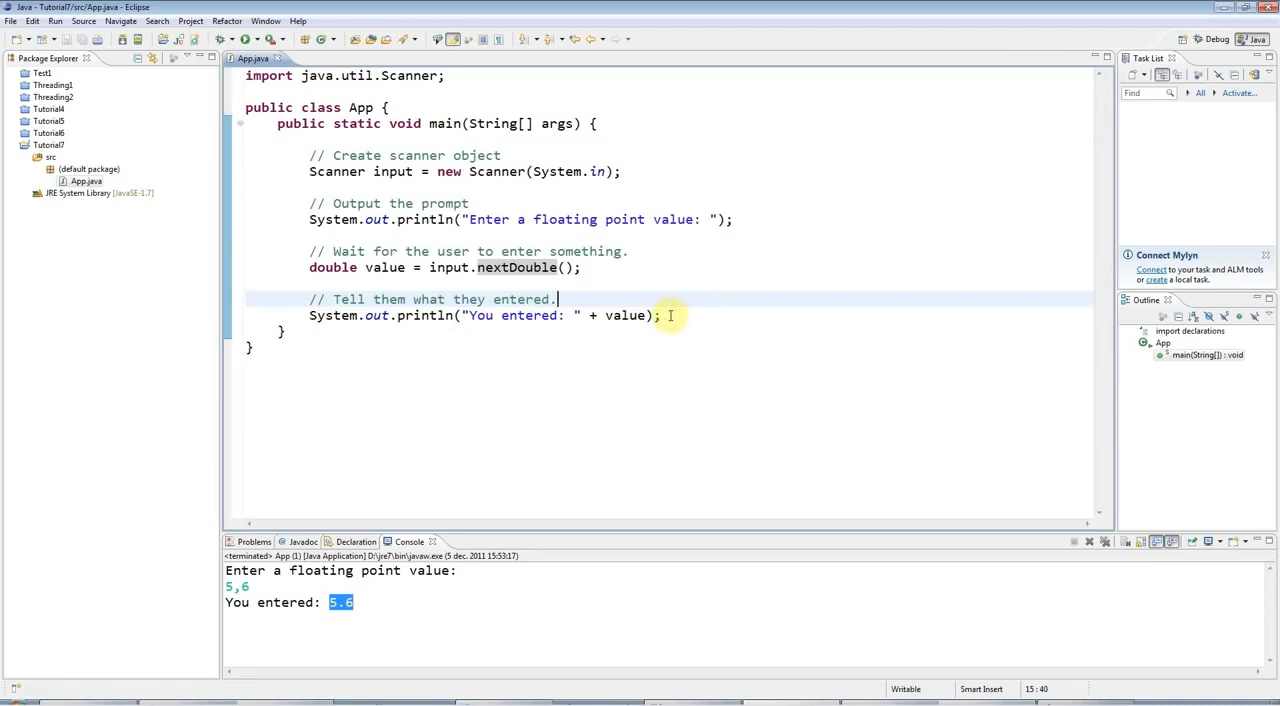 Java - Tutorial7/src/App.java - Eclipse
File Edit Run Source Navigate Search Project Refactor Window Help
Debug Java
Package Explorer
Test1
Threading1
Threading2
Tutorial4
Tutorial5
Tutorial6
Tutorial7
src
(default package)
App.java
JRE System Library [JavaSE-1.7]
App.java
import java.util.Scanner;
public class App {
public static void main(String[] args) {
// Create scanner object
Scanner input = new Scanner(System.in);
// Output the prompt
System.out.println("Enter a floating point value: ");
// Wait for the user to enter something.
double value = input.nextDouble();
// Tell them what they entered.
System.out.println("You entered: " + value);
}
}
Task List
Find All Activate...
Connect Mylyn
Connect to your task and ALM tools
or create a local task.
Outline
import declarations
App
main(String[]) : void
Problems Javadoc Declaration Console
<terminated> App (1) [Java Application] D:\jre7\bin\javaw.exe (5 dec. 2011 15:53:17)
Enter a floating point value:
5,6
You entered: 5.6
Writable Smart Insert 15 : 40